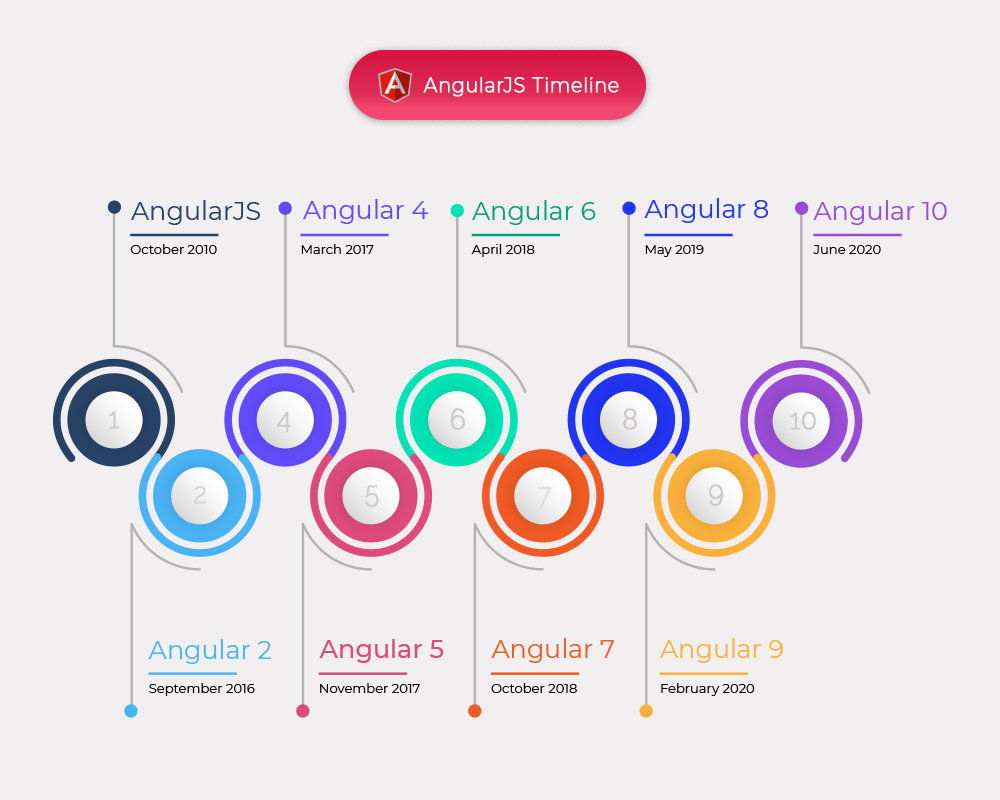 AngularJS Timeline
AngularJS
October 2010
Angular 4
March 2017
Angular 6
April 2018
Angular 8
May 2019
Angular 10
June 2020
1
2
4
5
6
7
8
9
10
Angular 2
September 2016
Angular 5
November 2017
Angular 7
October 2018
Angular 9
February 2020